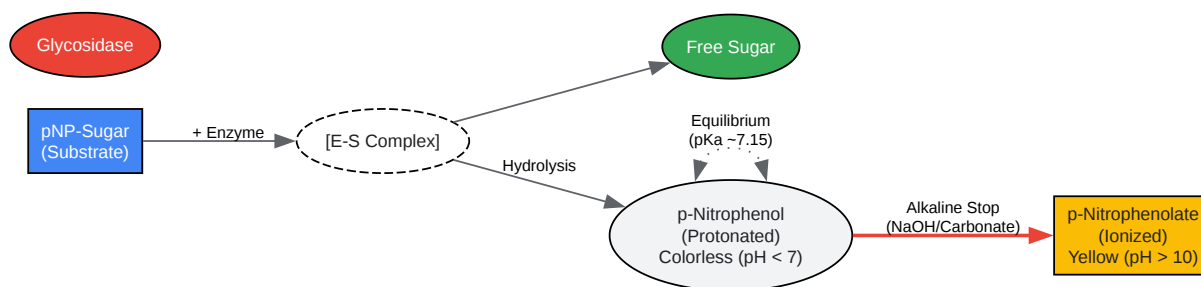 Glycosidase
Free Sugar
pNP-Sugar
(Substrate)
+ Enzyme
[E-S Complex]
Equilibrium
(pKa ~7.15)
Hydrolysis
p-Nitrophenol
(Protonated)
Colorless (pH < 7)
Alkaline Stop
(NaOH/Carbonate)
p-Nitrophenolate
(Ionized)
Yellow (pH > 10)